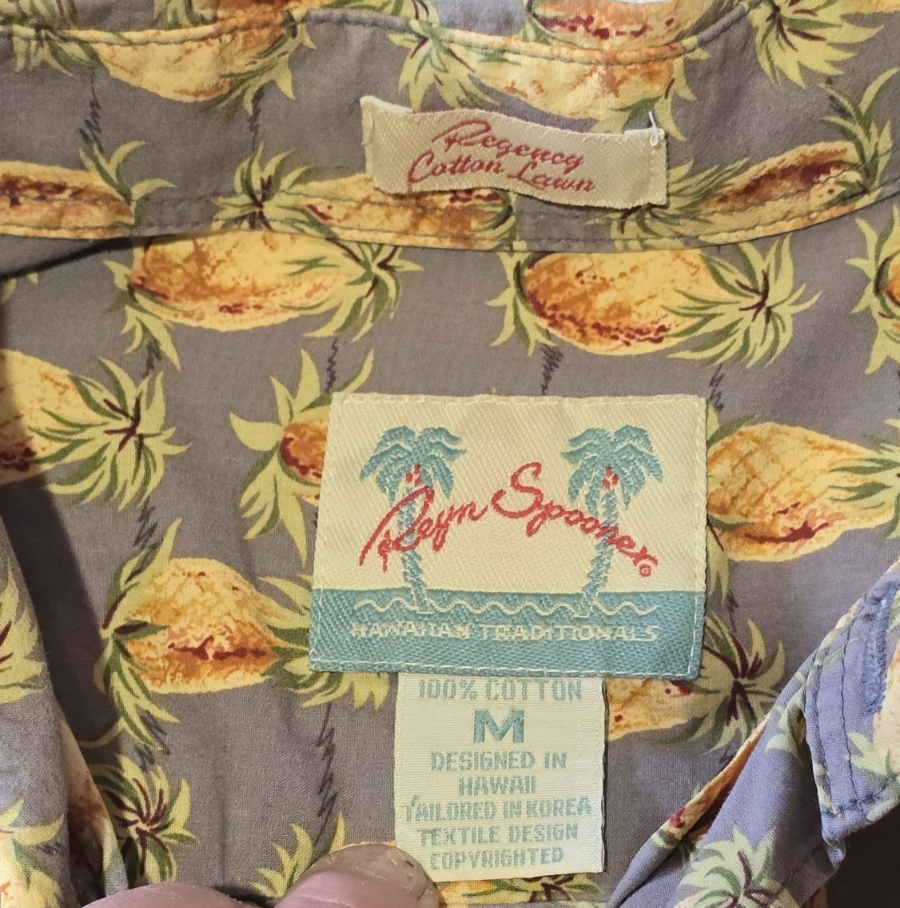 Regency
Cotton Lawn
Reyn Spooner®
HAWAIIAN TRADITIONALS
100% COTTON
M
DESIGNED IN
HAWAII
TAILORED IN KOREA
TEXTILE DESIGN
COPYRIGHTED